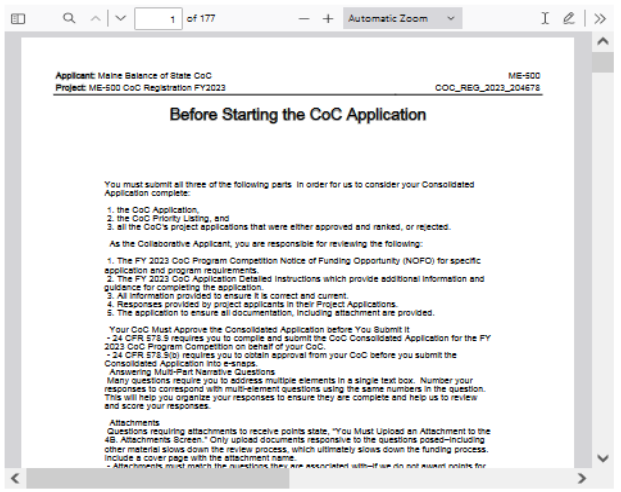 1 of 177 Automatic Zoom
Applicant: Maine Balance of State CoC ME-500
Project: ME-500 CoC Registration FY2023 COC_REG_2023_204678
Before Starting the CoC Application
You must submit all three of the following parts in order for us to consider your Consolidated
Application complete:
1. the CoC Application,
2. the CoC Priority Listing, and
3. all the CoC's project applications that were either approved and ranked, or rejected.
As the Collaborative Applicant, you are responsible for reviewing the following:
1. The FY 2023 CoC Program Competition Notice of Funding Opportunity (NOFO) for specific
application and program requirements.
2. The FY 2023 CoC Application Detailed Instructions which provide additional information and
guidance for completing the application.
3. All information provided to ensure it is correct and current.
4. Responses provided by project applicants in their Project Applications.
5. The application to ensure all documentation, including attachment are provided.
Your CoC Must Approve the Consolidated Application before You Submit It
- 24 CFR 578.9 requires you to compile and submit the CoC Consolidated Application for the FY
2023 CoC Program Competition on behalf of your CoC.
- 24 CFR 578.9(b) requires you to obtain approval from your CoC before you submit the
Consolidated Application into e-snaps.
Answering Multi-Part Narrative Questions
Many questions require you to address multiple elements in a single text box. Number your
responses to correspond with multi-element questions using the same numbers in the question.
This will help you organize your responses to ensure they are complete and help us to review
and score your responses.
Attachments
Questions requiring attachments to receive points state, "You Must Upload an Attachment to the
4B. Attachments Screen." Only upload documents responsive to the questions posed–including
other material slows down the review process, which ultimately slows down the funding process.
Include a cover page with the attachment name.
- Attachments must match the questions they are associated with–if we do not award points for